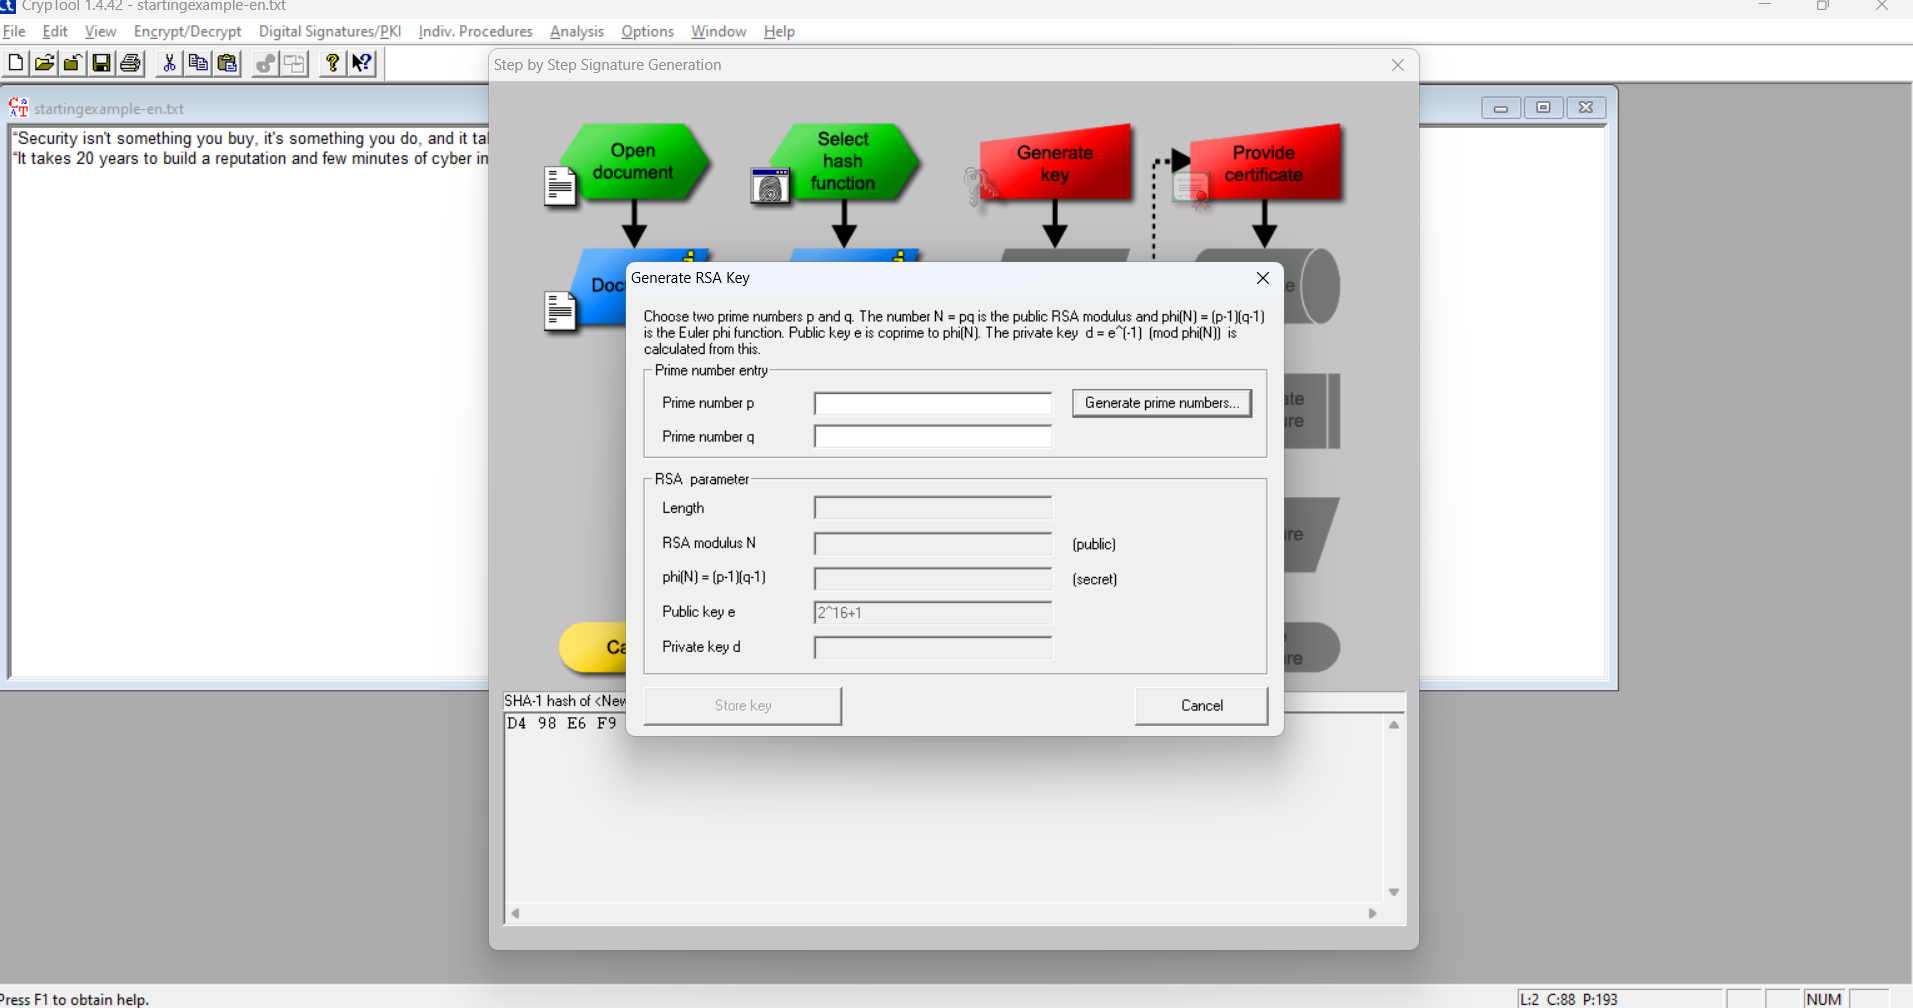 CrypTool 1.4.42 - startingexample-en.txt
File Edit View Encrypt/Decrypt Digital Signatures/PKI Indiv. Procedures Analysis Options Window Help
Step by Step Signature Generation
startingexample-en.txt
"Security isn't something you buy, it's something you do, and it
"It takes 20 years to build a reputation and few minutes of cyber
Open document
Select hash function
Generate key
Provide certificate
Generate RSA Key
Choose two prime numbers p and q. The number N = pq is the public RSA modulus and phi(N) = (p-1)(q-1)
is the Euler phi function. Public key e is coprime to phi(N). The private key d = e^(-1) (mod phi(N)) is
calculated from this.
Prime number entry
Prime number p
Generate prime numbers...
Prime number q
RSA parameter
Length
RSA modulus N (public)
phi(N) = (p-1)(q-1) (secret)
Public key e 2^16+1
Private key d
Store key Cancel
SHA-1 hash of <New
D4 98 E6 F9
Press F1 to obtain help.
L:2 C:88 P:193 NUM